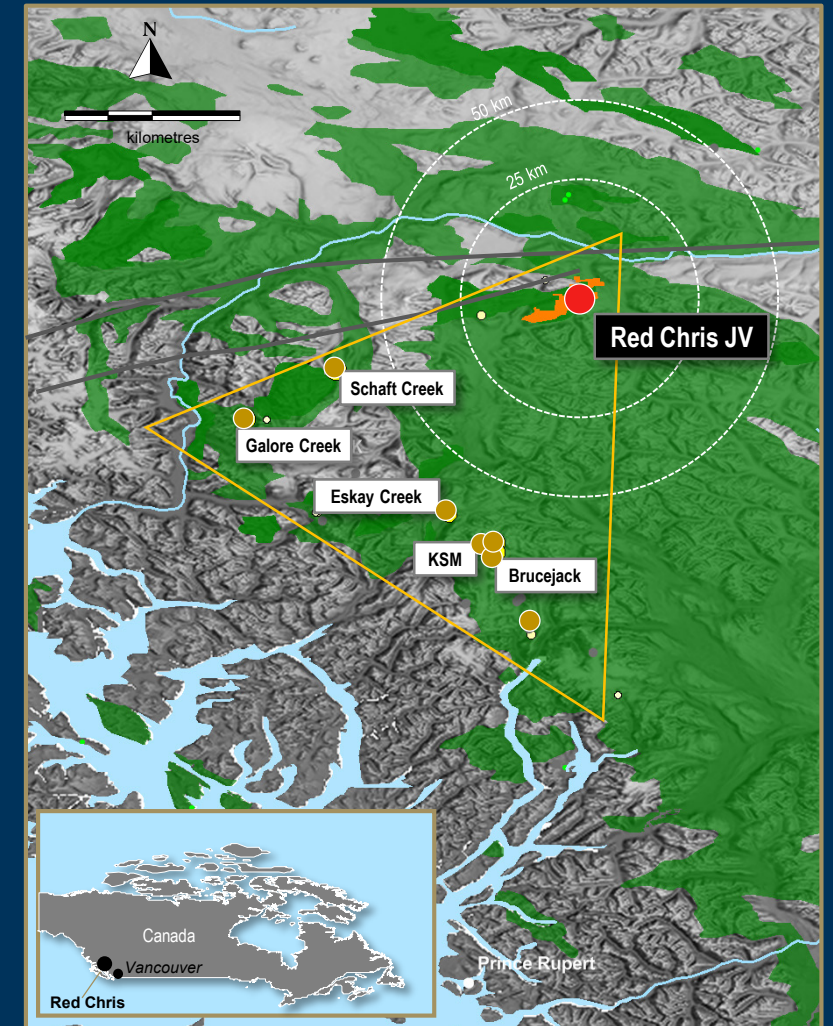 N
kilometres
50 km
25 km
Red Chris JV
Schaft Creek
Galore Creek
Eskay Creek
KSM
Brucejack
Canada
Vancouver
Red Chris
Prince Rupert